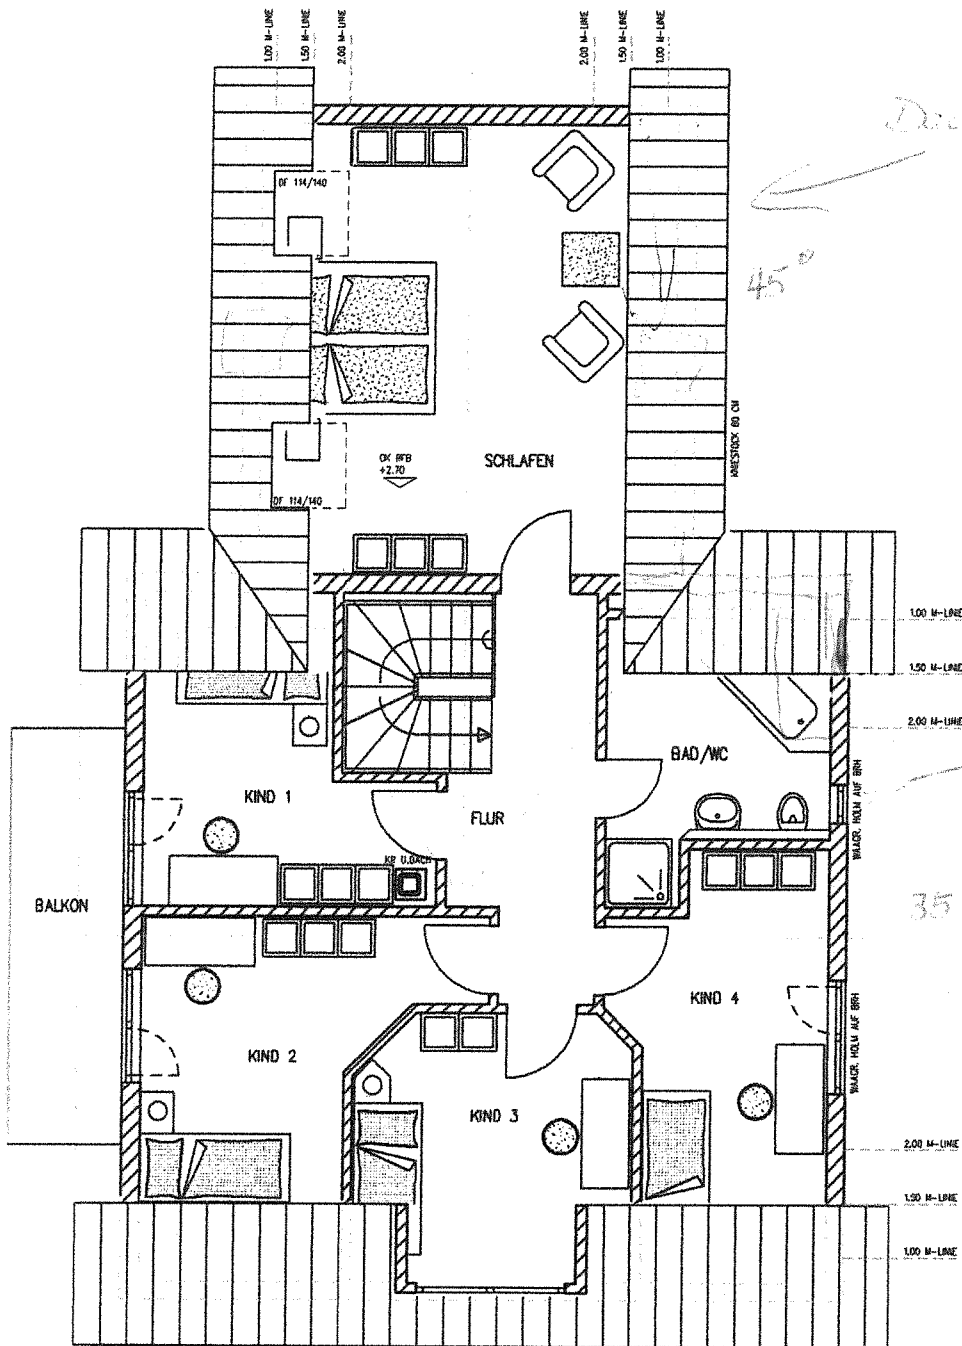 1.00 M-LINIE
1.50 M-LINIE
2.00 M-LINIE
2.00 M-LINIE
1.50 M-LINIE
1.00 M-LINIE
DF 114/140
45°
KNIESTOCK 80 CM
OK RFB
+2.70
SCHLAFEN
DF 114/140
1.00 M-LINIE
1.50 M-LINIE
2.00 M-LINIE
BAD/WC
WAAGR. HOLM AUF BRH
KIND 1
FLUR
KR U.DACH
BALKON
35
KIND 4
WAAGR. HOLM AUF BRH
KIND 2
KIND 3
2.00 M-LINIE
1.50 M-LINIE
1.00 M-LINIE